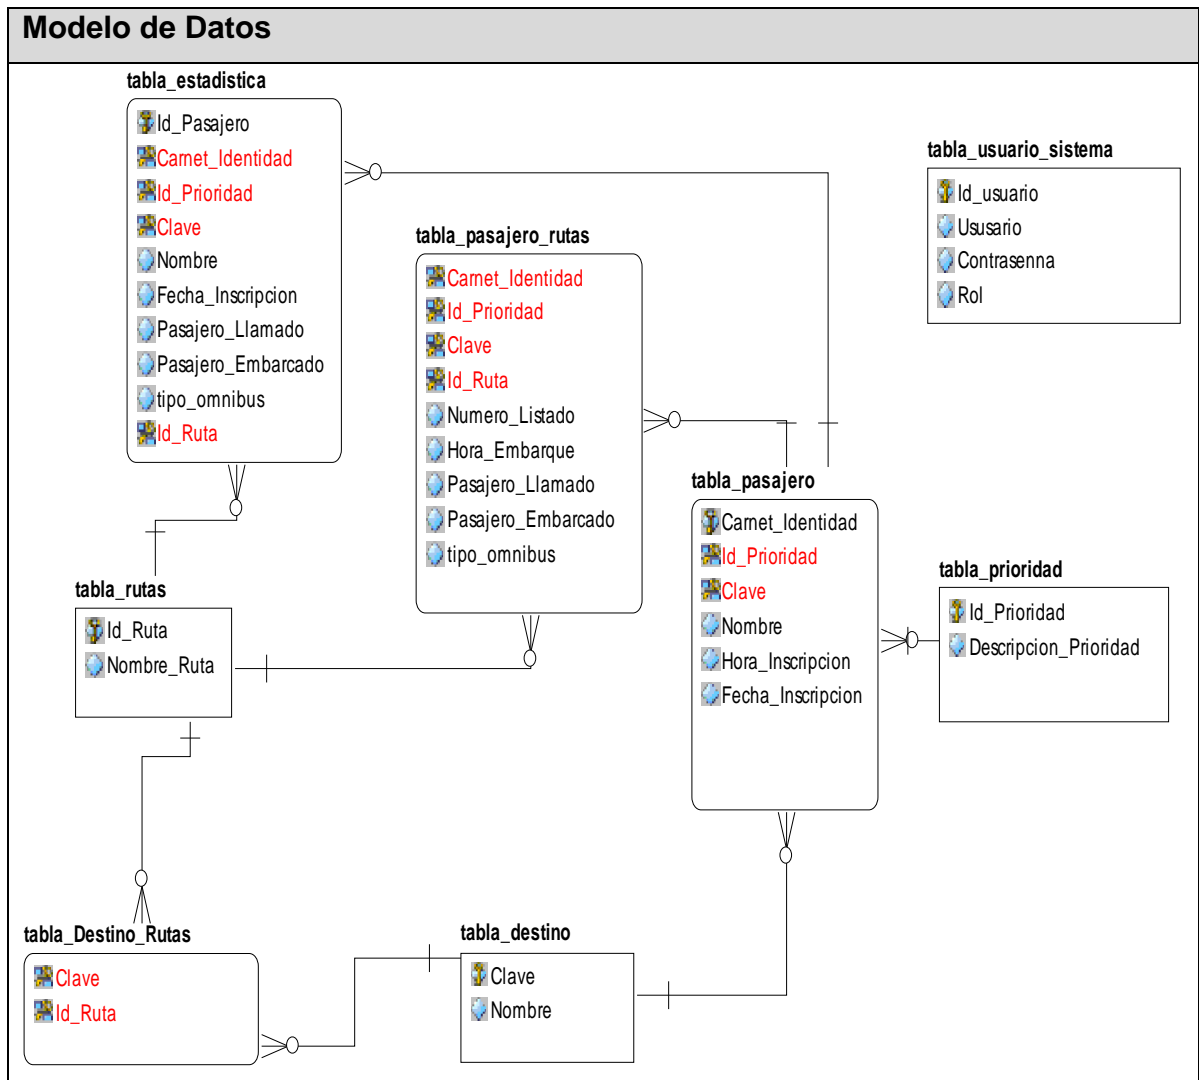 Modelo de Datos
tabla_estadistica
Id_Pasajero
Carnet_Identidad
Id_Prioridad
Clave
Nombre
Fecha_Inscripcion
Pasajero_Llamado
Pasajero_Embarcado
tipo_omnibus
Id_Ruta
tabla_usuario_sistema
Id_usuario
Ususario
Contrasenna
Rol
tabla_pasajero_rutas
Carnet_Identidad
Id_Prioridad
Clave
Id_Ruta
Numero_Listado
Hora_Embarque
Pasajero_Llamado
Pasajero_Embarcado
tipo_omnibus
tabla_pasajero
Carnet_Identidad
Id_Prioridad
Clave
Nombre
Hora_Inscripcion
Fecha_Inscripcion
tabla_prioridad
Id_Prioridad
Descripcion_Prioridad
tabla_rutas
Id_Ruta
Nombre_Ruta
tabla_Destino_Rutas
Clave
Id_Ruta
tabla_destino
Clave
Nombre